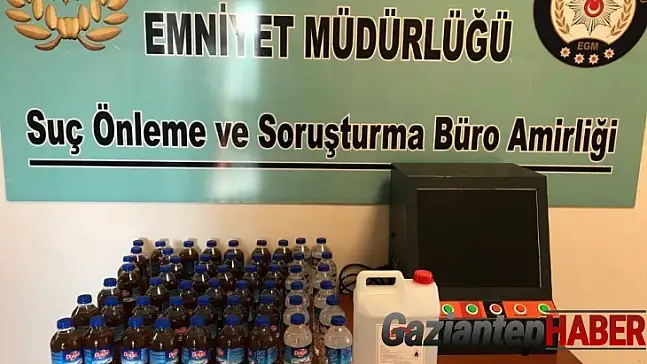 EMNİYET MÜDÜRLÜĞÜ
EGM
Suç Önleme ve Soruşturma Büro Amirliği
GaziantepHABER